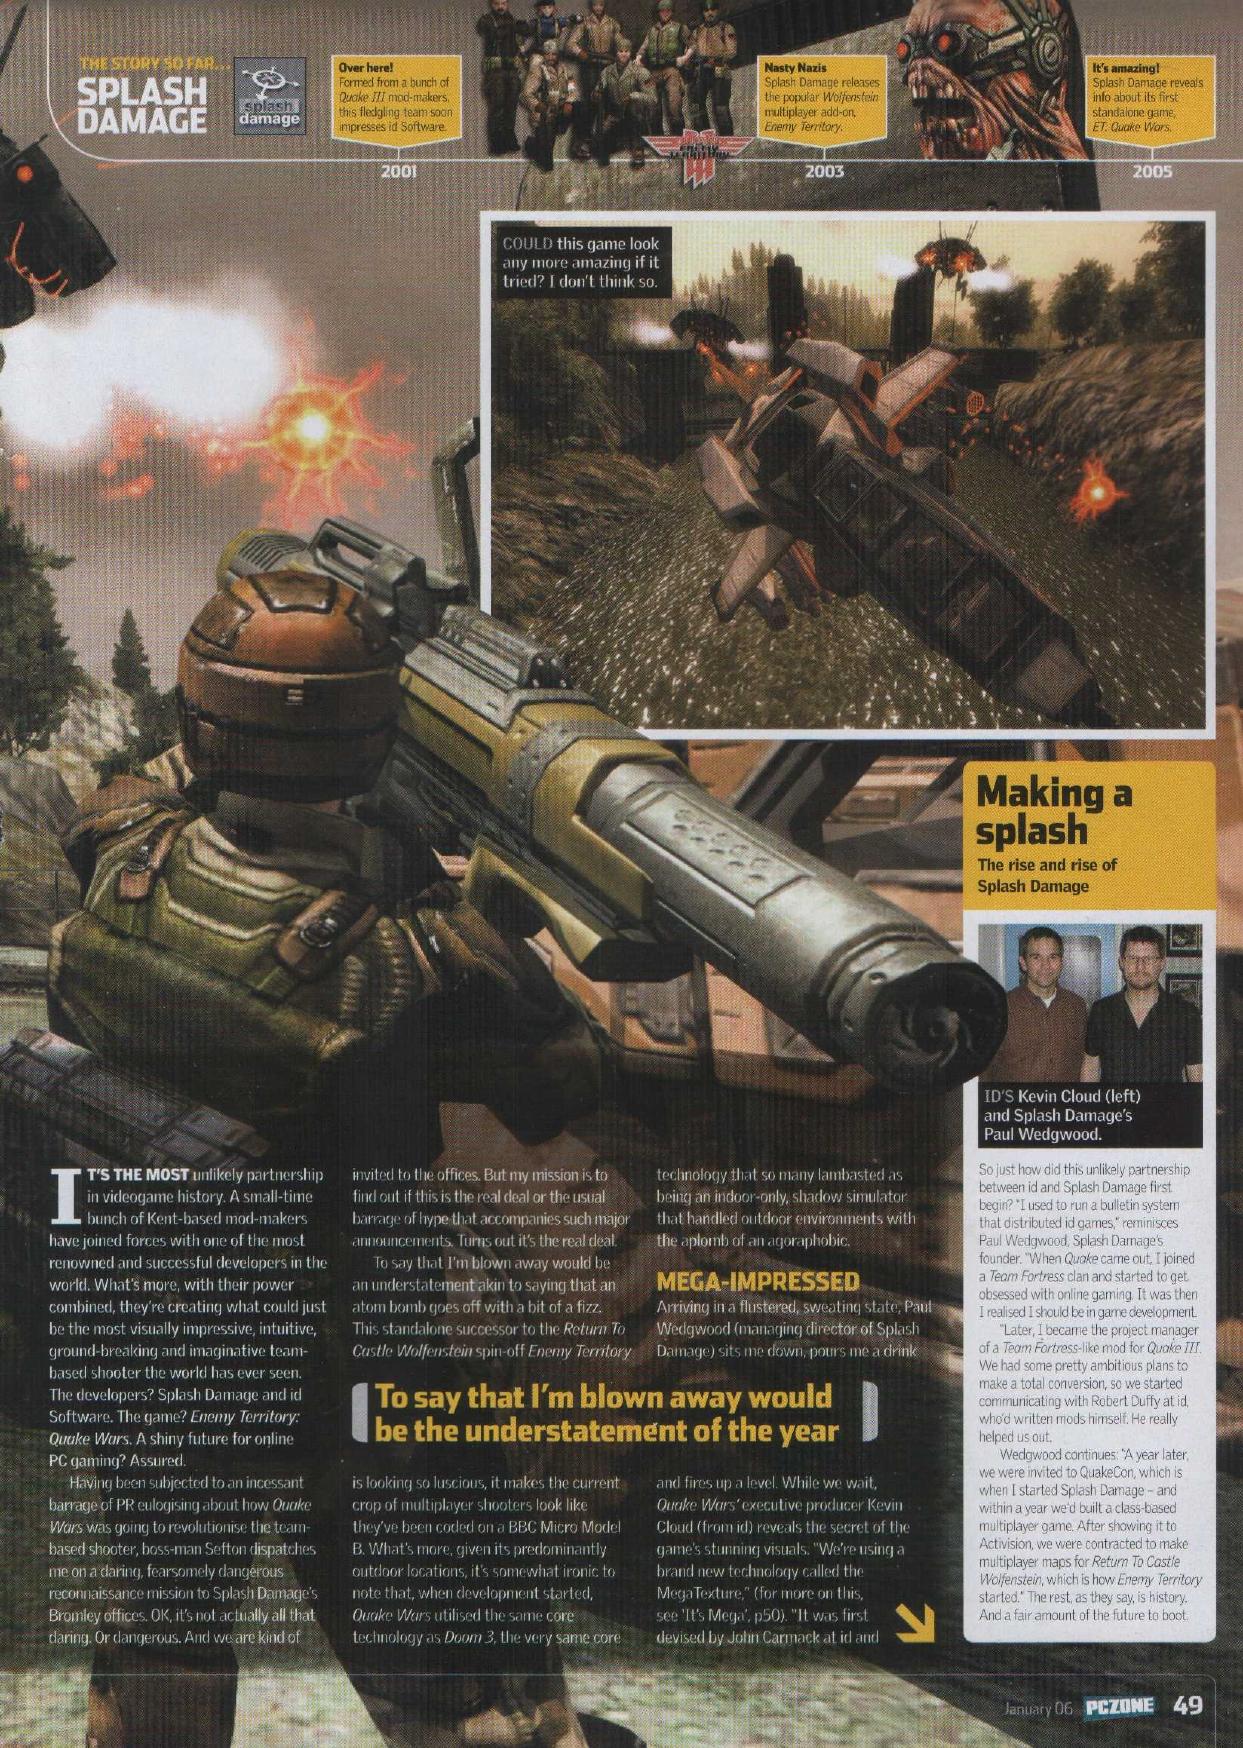 THE STORY SO FAR...
SPLASH
DAMAGE
splash
damage
Over here!
Formed from a bunch of
Quake III mod-makers,
this fledgling team soon
impresses id Software.
2001
Nasty Nazis
Splash Damage releases
the popular Wolfenstein
multiplayer add-on,
Enemy Territory.
2003
It's amazing!
Splash Damage reveals
info about its first
standalone game,
ET: Quake Wars.
2005
COULD this game look
any more amazing if it
tried? I don't think so.
IT'S THE MOST unlikely partnership
in videogame history. A small-time
bunch of Kent-based mod-makers
have joined forces with one of the most
renowned and successful developers in the
world. What's more, with their power
combined, they're creating what could just
be the most visually impressive, intuitive,
ground-breaking and imaginative team-
based shooter the world has ever seen.
The developers? Splash Damage and id
Software. The game? Enemy Territory:
Quake Wars. A shiny future for online
PC gaming? Assured.
Having been subjected to an incessant
barrage of PR eulogising about how Quake
Wars was going to revolutionise the team-
based shooter, boss-man Sefton dispatches
me on a daring, fearsomely dangerous
reconnaissance mission to Splash Damage's
Bromley offices. OK, it's not actually all that
daring. Or dangerous. And we are kind of
invited to the offices. But my mission is to
find out if this is the real deal or the usual
barrage of hype that accompanies such major
announcements. Turns out it's the real deal.
To say that I'm blown away would be
an understatement akin to saying that an
atom bomb goes off with a bit of a fizz.
This standalone successor to the Return To
Castle Wolfenstein spin-off Enemy Territory
To say that I'm blown away would
be the understatement of the year
is looking so luscious, it makes the current
crop of multiplayer shooters look like
they've been coded on a BBC Micro Model
B. What's more, given its predominantly
outdoor locations, it's somewhat ironic to
note that, when development started,
Quake Wars utilised the same core
technology as Doom 3, the very same core
technology that so many lambasted as
being an indoor-only, shadow simulator
that handled outdoor environments with
the aplomb of an agoraphobic.
MEGA-IMPRESSED
Arriving in a flustered, sweating state, Paul
Wedgwood (managing director of Splash
Damage) sits me down, pours me a drink
and fires up a level. While we wait,
Quake Wars' executive producer Kevin
Cloud (from id) reveals the secret of the
game's stunning visuals. "We're using a
brand new technology called the
MegaTexture," (for more on this,
see 'It's Mega', p50). "It was first
devised by John Carmack at id and
Making a
splash
The rise and rise of
Splash Damage
ID'S Kevin Cloud (left)
and Splash Damage's
Paul Wedgwood.
So just how did this unlikely partnership
between id and Splash Damage first
begin? "I used to run a bulletin system
that distributed id games," reminisces
Paul Wedgwood, Splash Damage's
founder. "When Quake came out, I joined
a Team Fortress clan and started to get
obsessed with online gaming. It was then
I realised I should be in game development.
"Later, I became the project manager
of a Team Fortress-like mod for Quake III.
We had some pretty ambitious plans to
make a total conversion, so we started
communicating with Robert Duffy at id,
who'd written mods himself. He really
helped us out.
Wedgwood continues: "A year later,
we were invited to QuakeCon, which is
when I started Splash Damage – and
within a year we'd built a class-based
multiplayer game. After showing it to
Activision, we were contracted to make
multiplayer maps for Return To Castle
Wolfenstein, which is how Enemy Territory
started." The rest, as they say, is history.
And a fair amount of the future to boot.
January 06 PCZONE 49